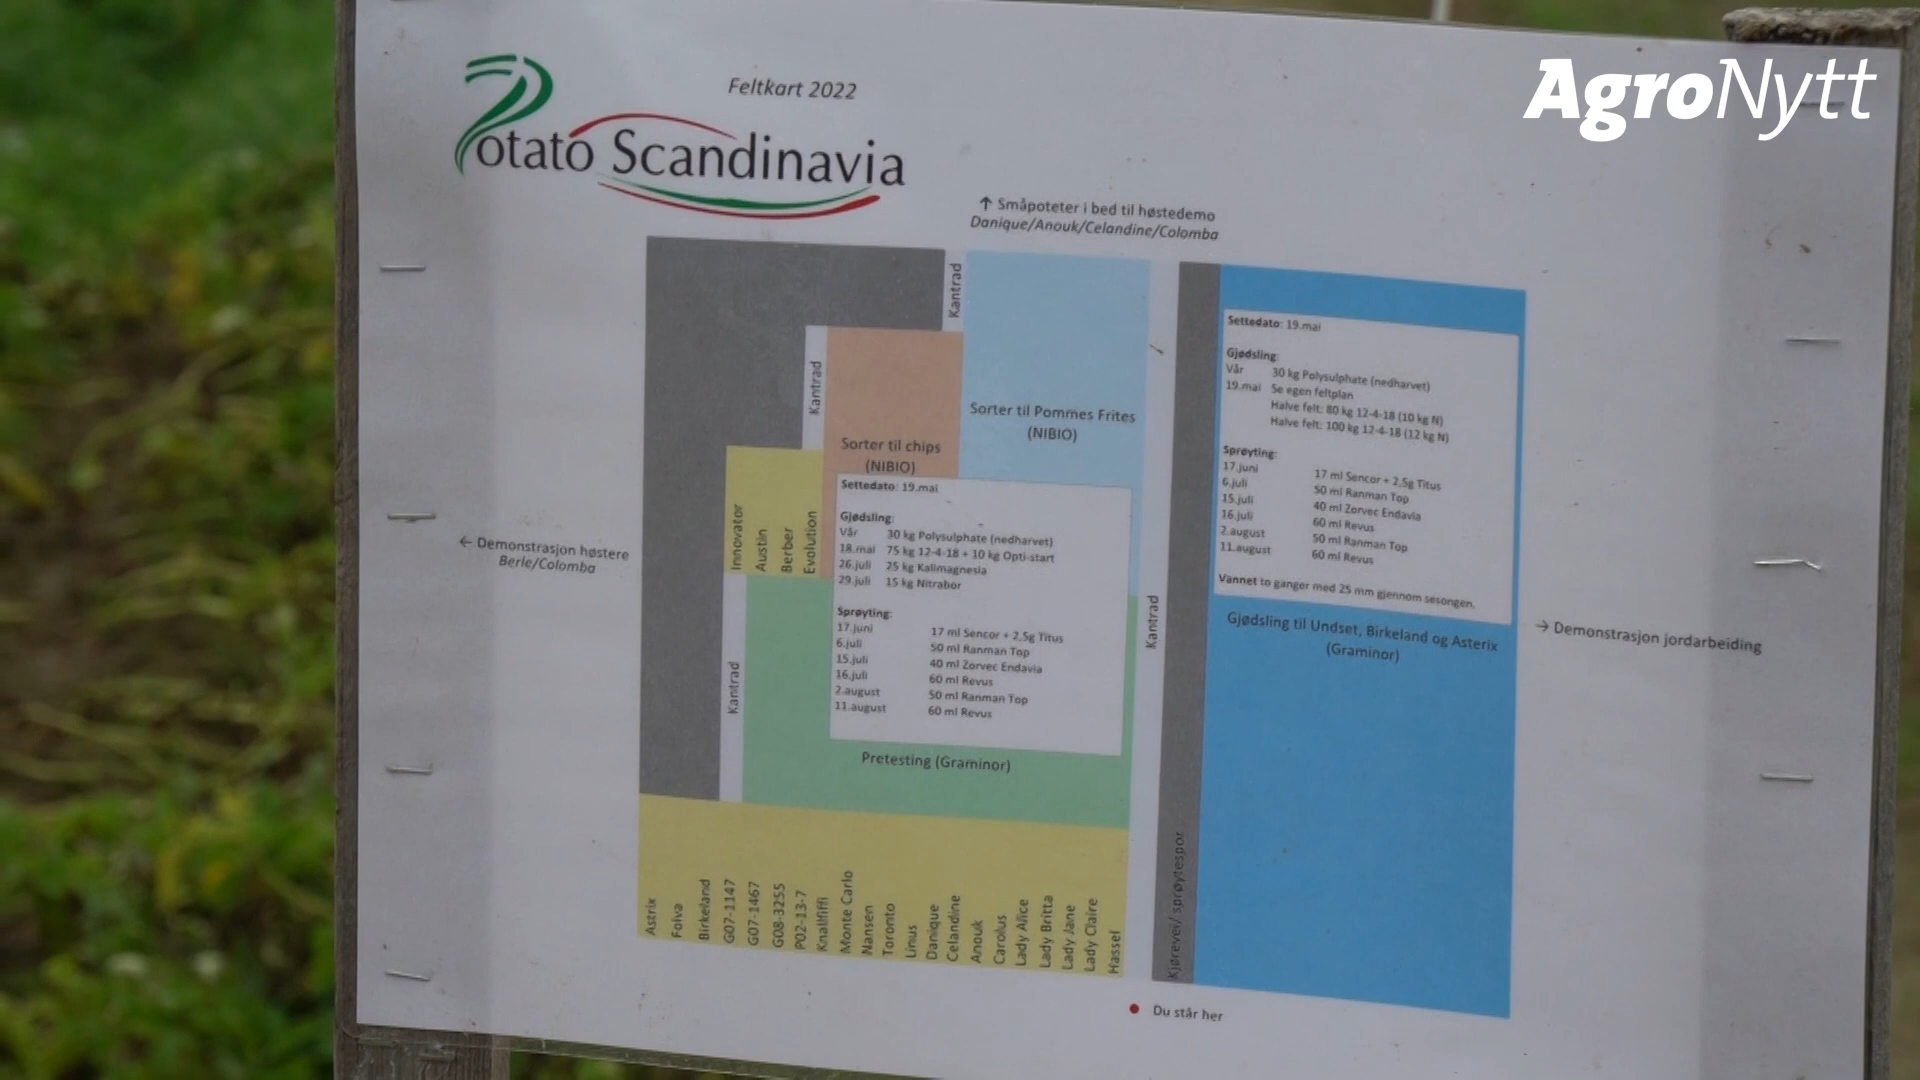 AgroNytt
Feltkart 2022
Potato Scandinavia
↑ Småpoteter i bed til høstedemo
Danique/Anouk/Celandine/Colomba
Kantrad
Kantrad
Sorter til Pommes Frites
(NIBIO)
Sorter til chips
(NIBIO)
Innovator
Austin
Berber
Evolution
← Demonstrasjon høstere
Berle/Colomba
Settedato: 19.mai
Gjødsling:
Vår 30 kg Polysulphate (nedharvet)
18.mai 75 kg 12-4-18 + 10 kg Opti-start
26.juli 25 kg Kalimagnesia
29.juli 15 kg Nitrabor
Sprøyting:
17.juni 17 ml Sencor + 2,5g Titus
6.juli 50 ml Ranman Top
15.juli 40 ml Zorvec Endavia
16.juli 60 ml Revus
2.august 50 ml Ranman Top
11.august 60 ml Revus
Kantrad
Pretesting (Graminor)
Kantrad
Settedato: 19.mai
Gjødsling:
Vår 30 kg Polysulphate (nedharvet)
19.mai Se egen feltplan
Halve felt: 80 kg 12-4-18 (10 kg N)
Halve felt: 100 kg 12-4-18 (12 kg N)
Sprøyting:
17.juni 17 ml Sencor + 2,5g Titus
6.juli 50 ml Ranman Top
15.juli 40 ml Zorvec Endavia
16.juli 60 ml Revus
2.august 50 ml Ranman Top
11.august 60 ml Revus
Vannet to ganger med 25 mm gjennom sesongen.
Gjødsling til Undset, Birkeland og Asterix
(Graminor)
→ Demonstrasjon jordarbeiding
Astrix
Folva
Birkeland
G07-1147
G07-1467
G08-3255
P02-13-7
Knallfiffi
Monte Carlo
Nansen
Toronto
Linus
Danique
Celandine
Anouk
Carolus
Lady Alice
Lady Britta
Lady Jane
Lady Claire
Hassel
Kjørevei/ sprøytespor
Du står her